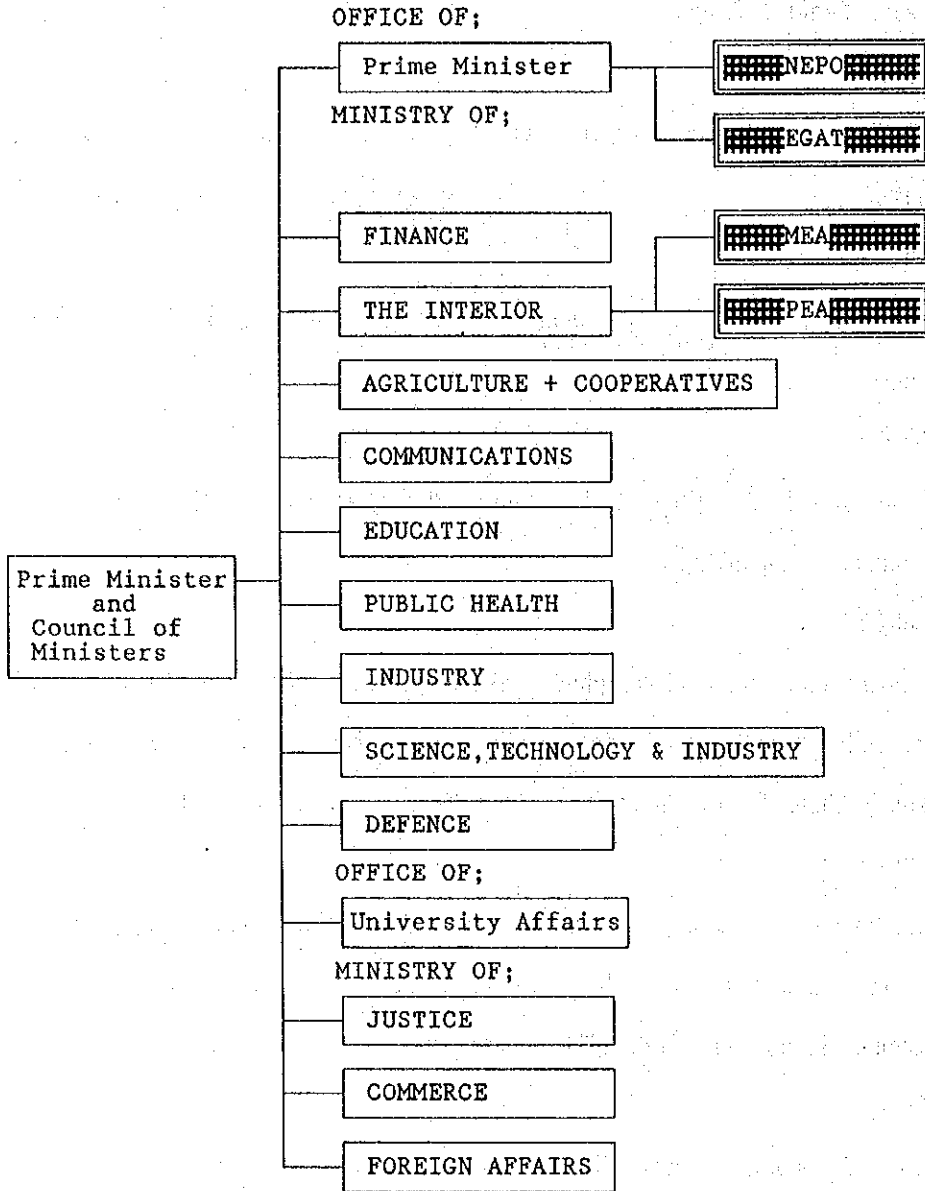 OFFICE OF;
Prime Minister
NEPO
MINISTRY OF;
EGAT
FINANCE
MEA
THE INTERIOR
PEA
AGRICULTURE + COOPERATIVES
COMMUNICATIONS
EDUCATION
Prime Minister
and
Council of
Ministers
PUBLIC HEALTH
INDUSTRY
SCIENCE,TECHNOLOGY & INDUSTRY
DEFENCE
OFFICE OF;
University Affairs
MINISTRY OF;
JUSTICE
COMMERCE
FOREIGN AFFAIRS